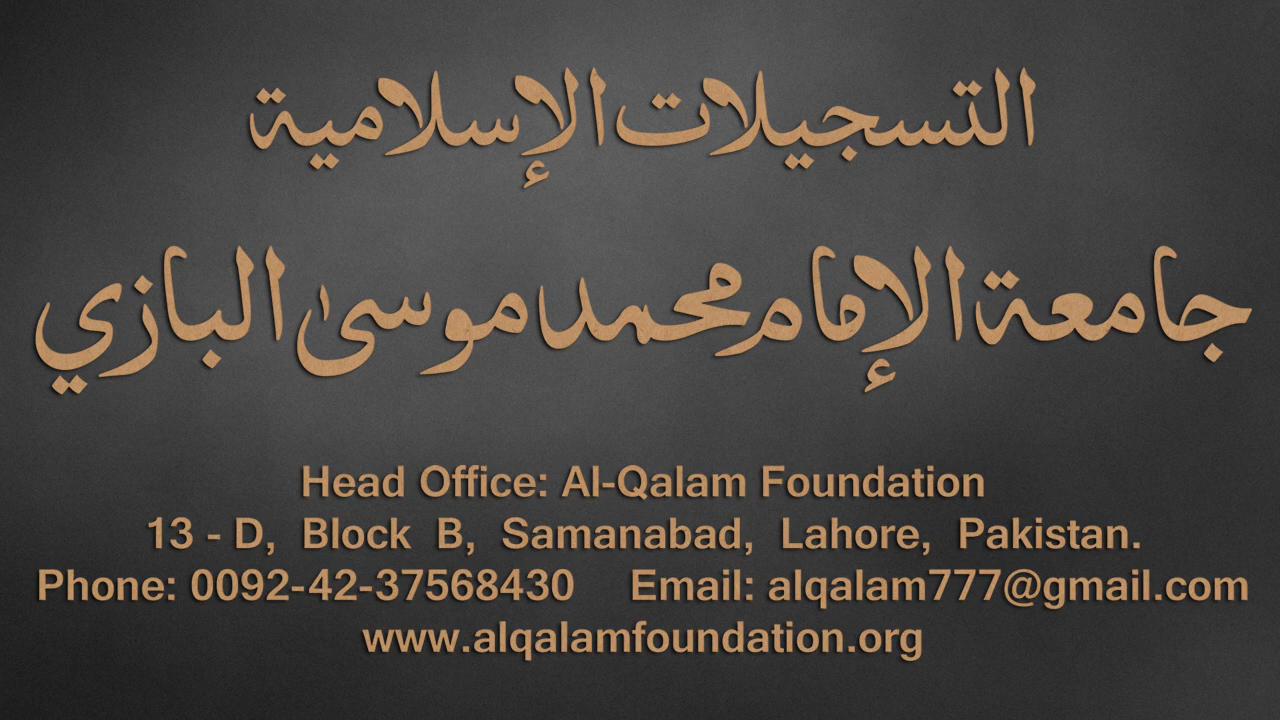 التسجيلات الإسلامية
جامعة الإمام محمد موسىٰ البازي
Head Office: Al-Qalam Foundation
13 - D, Block B, Samanabad, Lahore, Pakistan.
Phone: 0092-42-37568430 Email: alqalam777@gmail.com
www.alqalamfoundation.org